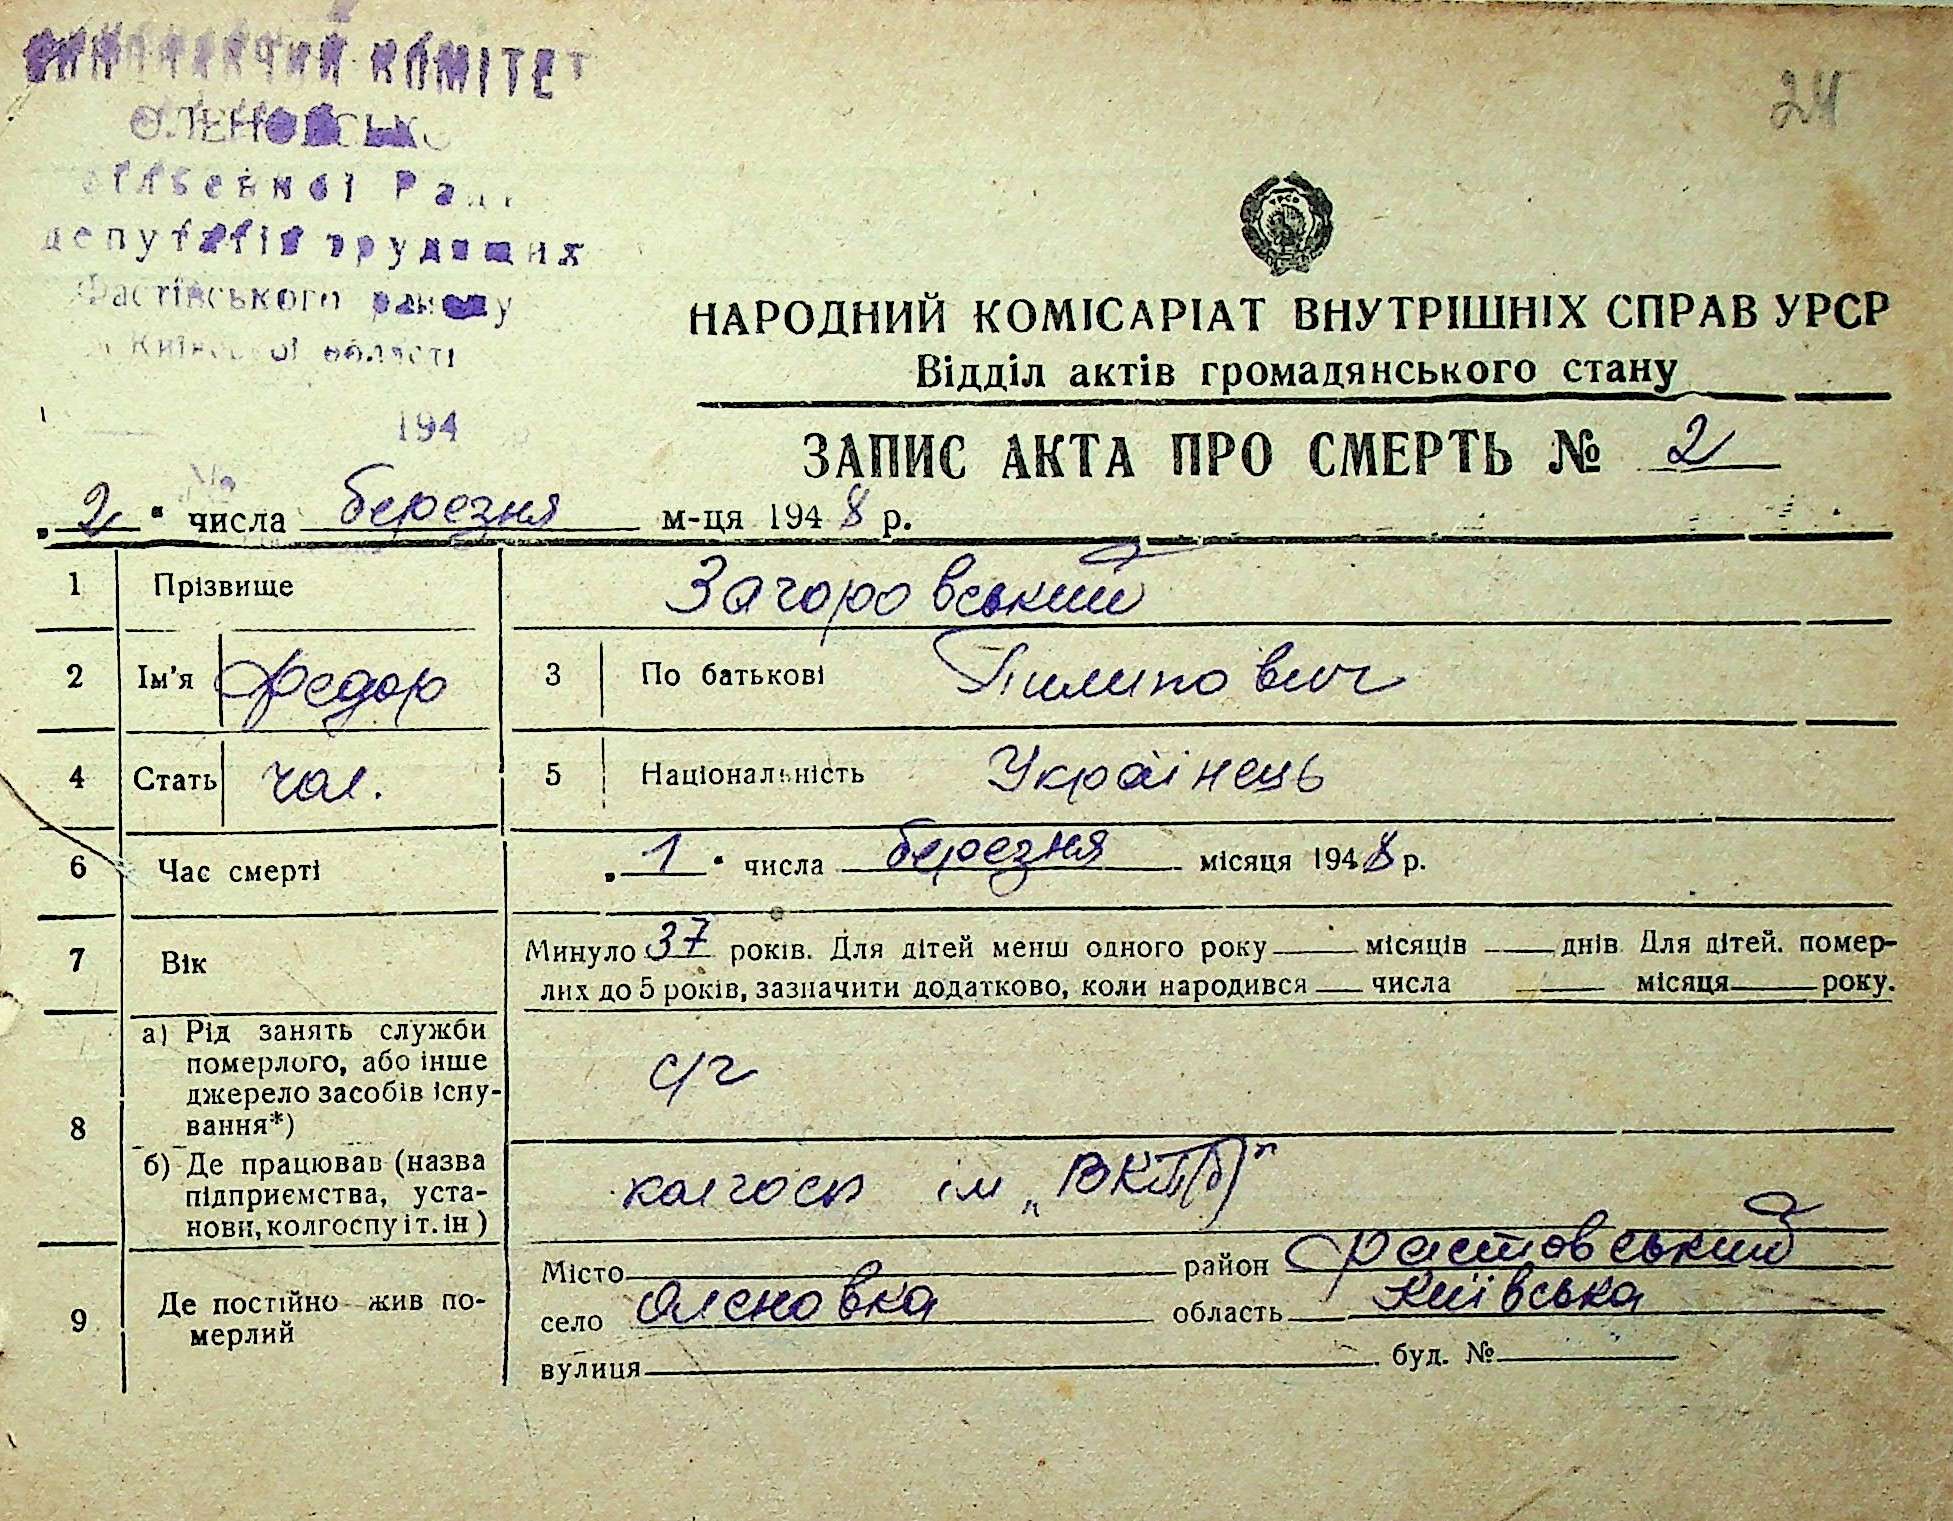 ВИКОНАВЧИЙ КОМІТЕТ
ОЛЕНОВСЬКО
сільської Ради
депутатів трудящих
Фастівського району
Київської області
194
№
24
НАРОДНИЙ КОМІСАРІАТ ВНУТРІШНІХ СПРАВ УРСР
Відділ актів громадянського стану
ЗАПИС АКТА ПРО СМЕРТЬ № 2
„2“ числа березня м-ця 1948 р.
1 Прізвище Загоровський
2 Ім'я Федор 3 По батькові Пилипович
4 Стать чол. 5 Національність Українець
6 Час смерті „1“ числа березня місяця 1948 р.
7 Вік Минуло 37 років. Для дітей менш одного року місяців днів Для дітей. помер-
лих до 5 років, зазначити додатково, коли народився числа місяця року.
8 а) Рід занять служби
померлого, або інше
джерело засобів існу-
вання*)
с/г
б) Де працював (назва
підприємства, уста-
нови, колгоспу і т. ін)
колгосп ім „ВКП(б)"
9 Де постійно жив по-
мерлий
Місто район Фастовський
село Оленовка область Київська
вулиця буд. №